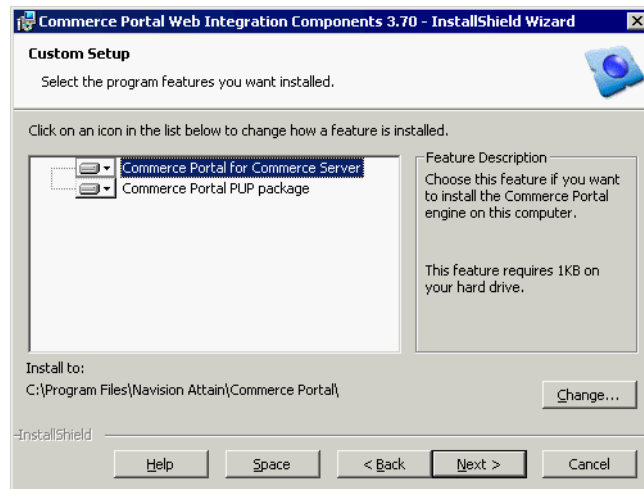 Commerce Portal Web Integration Components 3.70 - InstallShield Wizard
Custom Setup
Select the program features you want installed.
Click on an icon in the list below to change how a feature is installed.
Commerce Portal for Commerce Server
Commerce Portal PUP package
Feature Description
Choose this feature if you want
to install the Commerce Portal
engine on this computer.
This feature requires 1KB on
your hard drive.
Install to:
C:\Program Files\Navision Attain\Commerce Portal\
Change...
InstallShield
Help
Space
< Back
Next >
Cancel